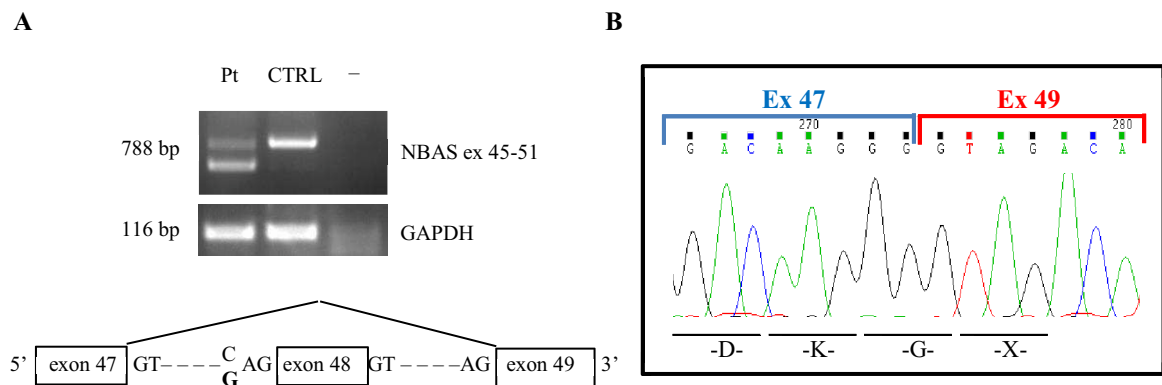 A
B
Pt CTRL –
788 bp
NBAS ex 45-51
116 bp
GAPDH
5’ exon 47 GT – – – – C AG exon 48 GT – – – – AG exon 49 3’
G
Ex 47 Ex 49
270 280
G A C A A G G G G T A G A C A
-D- -K- -G- -X-